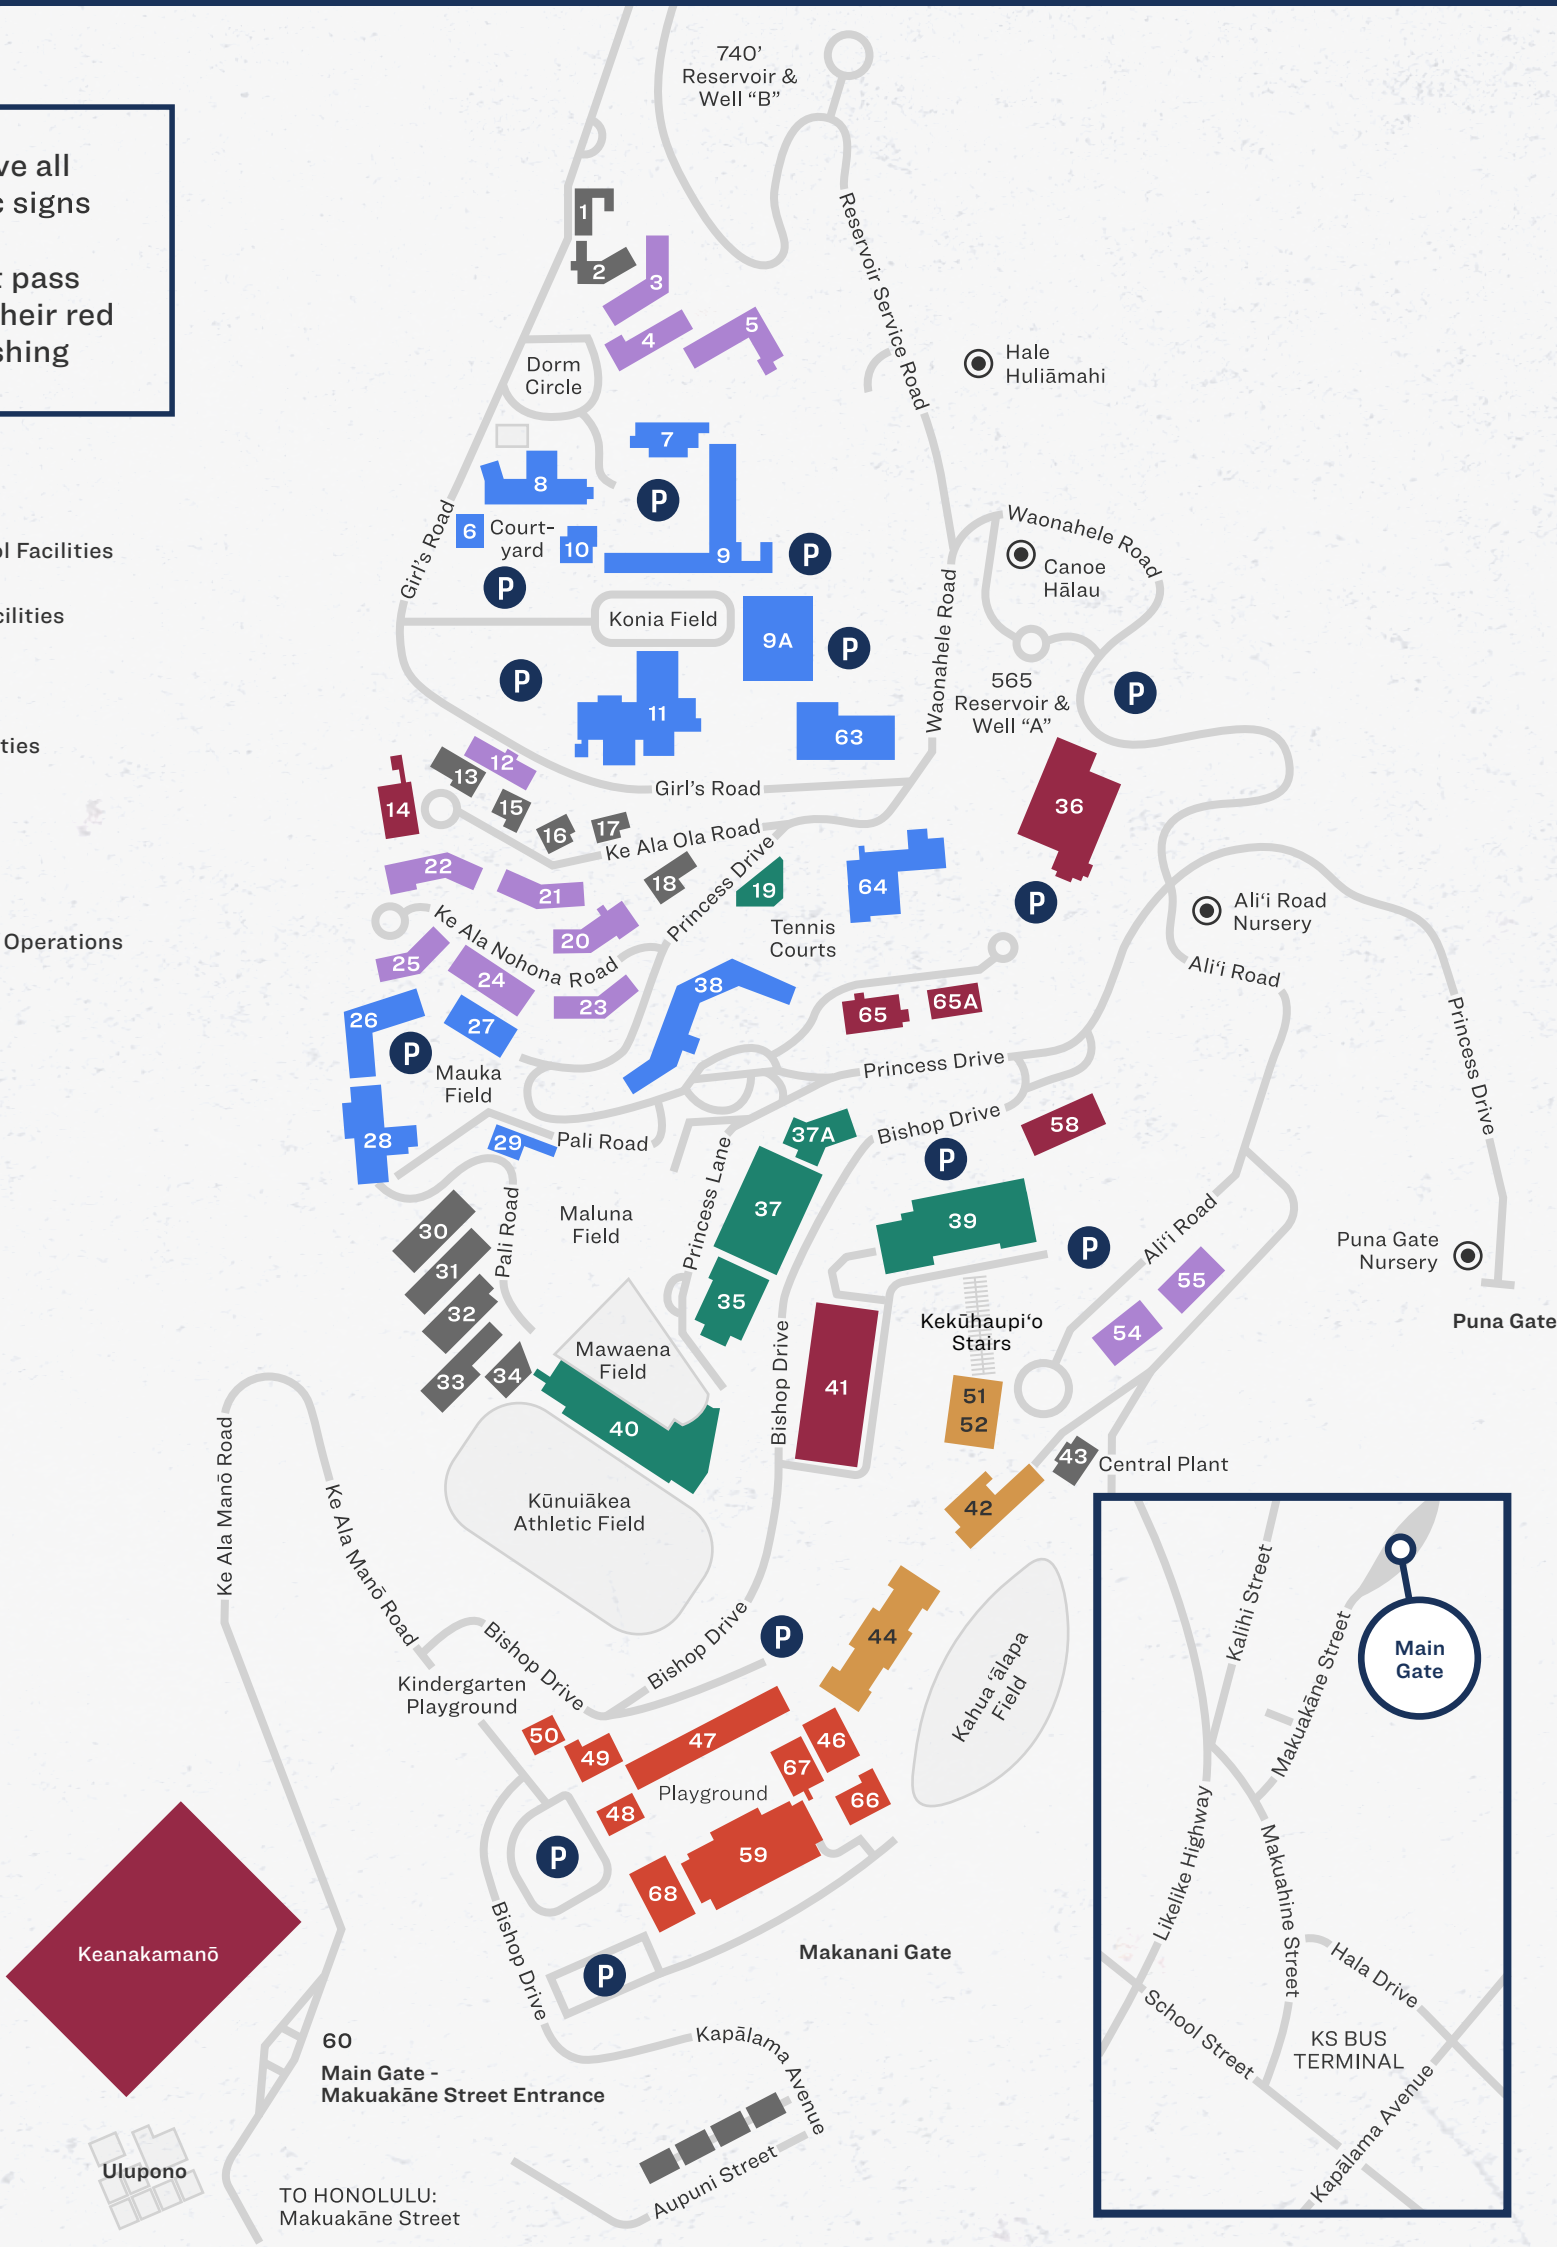 740’
Reservoir &
Well “B”
ve all
c signs
t pass
heir red
shing
1
2
3
4
5
Reservoir Service Road
Hale
Huliāmahi
Dorm
Circle
7
8
P
Girl’s Road
6
Court-
yard
10
9
P
P
Waonahele Road
Canoe
Hālau
ol Facilities
cilities
ties
Operations
Konia Field
9A
P
P
11
63
Waonahele Road
565
Reservoir &
Well “A”
P
12
13
14
15
16
17
Girl’s Road
Ke Ala Ola Road
36
22
21
18
Princess Drive
19
64
P
Ali‘i Road
Nursery
Tennis
Courts
Ke Ala Nohona Road
20
25
24
23
38
Ali‘i Road
65
65A
Princess Drive
26
27
P
Mauka
Field
Princess Drive
28
29
Pali Road
37A
Bishop Drive
58
P
Princess Lane
37
39
P
30
31
32
33
34
Pali Road
Maluna
Field
Ali‘i Road
55
54
Puna Gate
Nursery
Puna Gate
35
Kekūhaupi‘o
Stairs
Mawaena
Field
40
Bishop Drive
41
51
52
43
Central Plant
42
Kūnuiākea
Athletic Field
Ke Ala Manō Road
Ke Ala Manō Road
Bishop Drive
Bishop Drive
P
44
Kahua ‘ālapa
Field
Kindergarten
Playground
50
49
47
46
67
66
48
Playground
P
59
68
Bishop Drive
P
Makanani Gate
Keanakamanō
60
Main Gate -
Makuakāne Street Entrance
Kapālama Avenue
Aupuni Street
Ulupono
TO HONOLULU:
Makuakāne Street
Kalihi Street
Makuakāne Street
Main
Gate
Likelike Highway
Makuahine Street
Hala Drive
School Street
KS BUS
TERMINAL
Kapālama Avenue